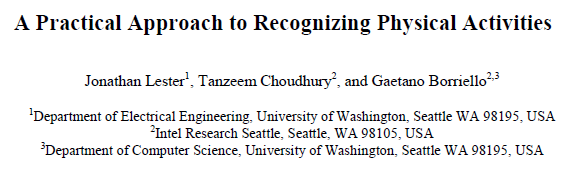 A Practical Approach to Recognizing Physical Activities
Jonathan Lester¹, Tanzeem Choudhury², and Gaetano Borriello²,³
¹Department of Electrical Engineering, University of Washington, Seattle WA 98195, USA
²Intel Research Seattle, Seattle, WA 98105, USA
³Department of Computer Science, University of Washington, Seattle WA 98195, USA